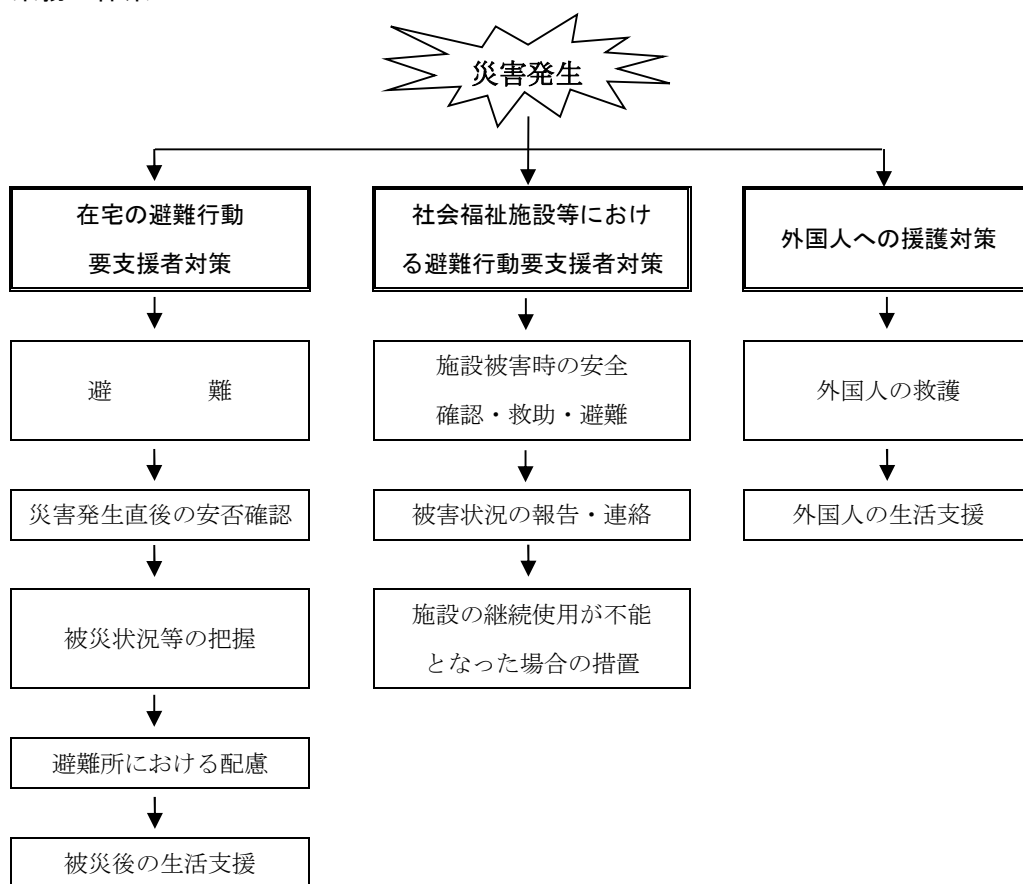 災害発生
在宅の避難行動
要支援者対策
避　　　難
災害発生直後の安否確認
被災状況等の把握
避難所における配慮
被災後の生活支援
社会福祉施設等におけ
る避難行動要支援者対策
施設被害時の安全
確認・救助・避難
被害状況の報告・連絡
施設の継続使用が不能
となった場合の措置
外国人への援護対策
外国人の救護
外国人の生活支援